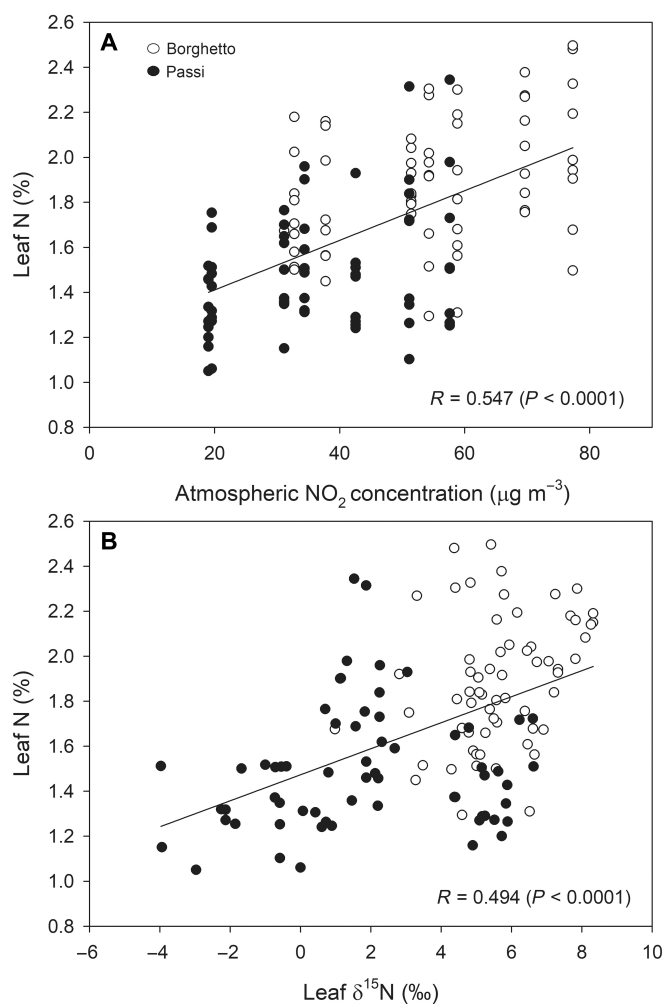 A
Borghetto
Passi
2.6
2.4
2.2
2.0
1.8
1.6
1.4
1.2
1.0
0.8
Leaf N (%)
R = 0.547 (P < 0.0001)
0 20 40 60 80
Atmospheric NO₂ concentration (μg m⁻³)
B
2.6
2.4
2.2
2.0
1.8
1.6
1.4
1.2
1.0
0.8
Leaf N (%)
R = 0.494 (P < 0.0001)
−6 −4 −2 0 2 4 6 8 10
Leaf δ¹⁵N (‰)